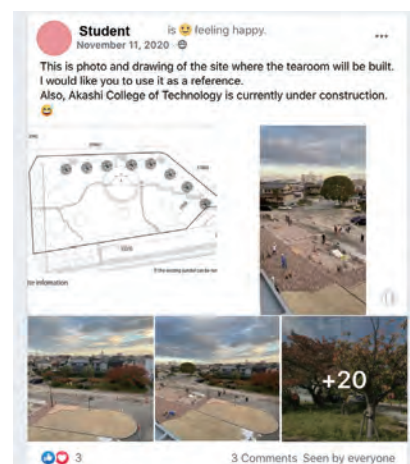 Student is feeling happy.
November 11, 2020
This is photo and drawing of the site where the tearoom will be built.
I would like you to use it as a reference.
Also, Akashi College of Technology is currently under construction.
+20
3
3 Comments Seen by everyone